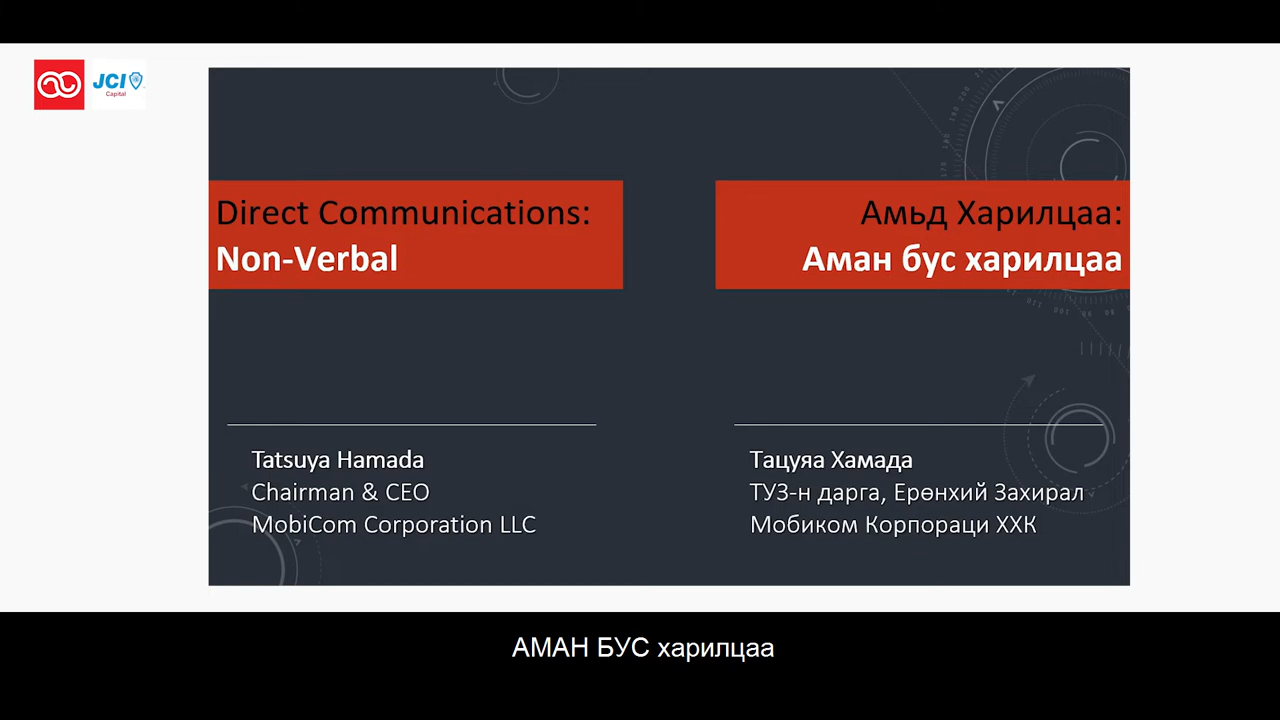 JCI
Capital
Direct Communications:
Non-Verbal
Амьд Харилцаа:
Аман бус харилцаа
Tatsuya Hamada
Chairman & CEO
MobiCom Corporation LLC
Тацуяа Хамада
ТУЗ-н дарга, Ерөнхий Захирал
Мобиком Корпораци ХХК
АМАН БУС харилцаа